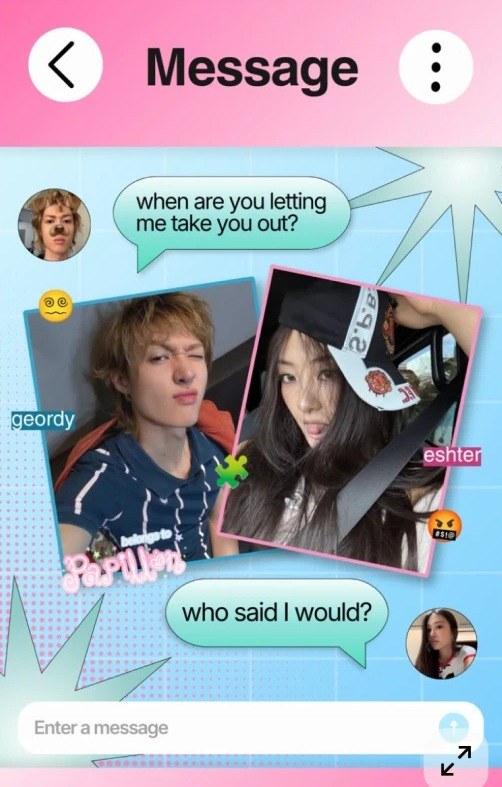 Message
when are you letting
me take you out?
geordy
eshter
belongs to
Papillon
who said I would?
Enter a message